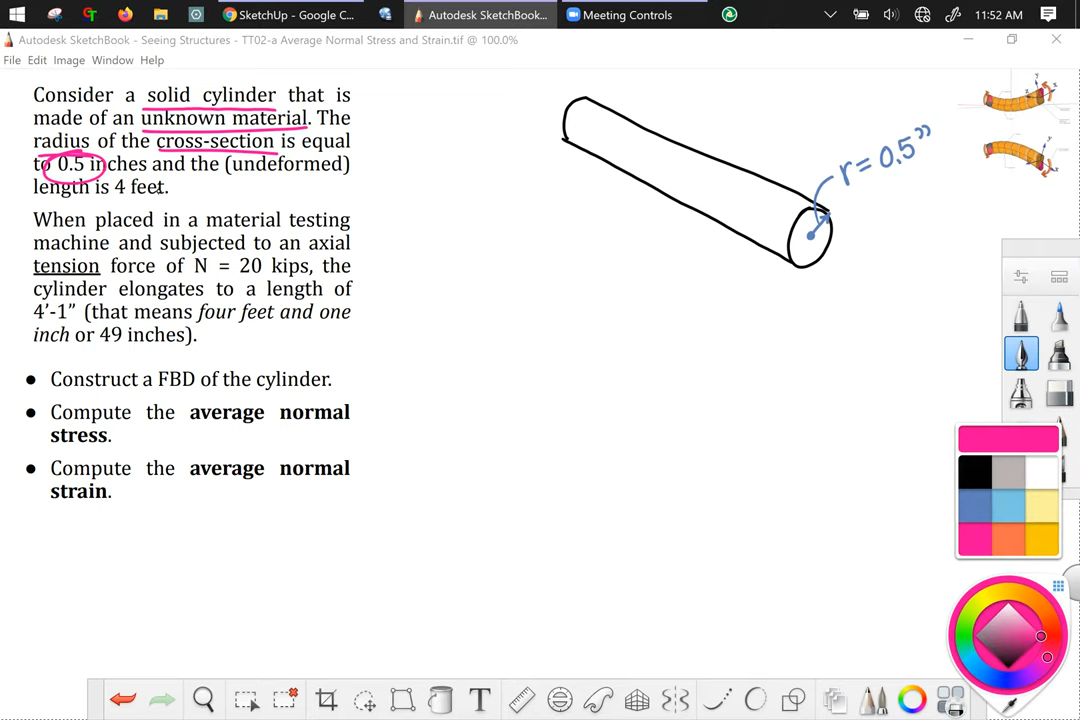 SketchUp - Google C...
Autodesk SketchBook...
Meeting Controls
11:52 AM
Autodesk SketchBook - Seeing Structures - TT02-a Average Normal Stress and Strain.tif @ 100.0%
File Edit Image Window Help
Consider a solid cylinder that is
made of an unknown material. The
radius of the cross-section is equal
to 0.5 inches and the (undeformed)
length is 4 feet.
When placed in a material testing
machine and subjected to an axial
tension force of N = 20 kips, the
cylinder elongates to a length of
4'-1" (that means four feet and one
inch or 49 inches).
● Construct a FBD of the cylinder.
● Compute the average normal
stress.
● Compute the average normal
strain.
r = 0.5"